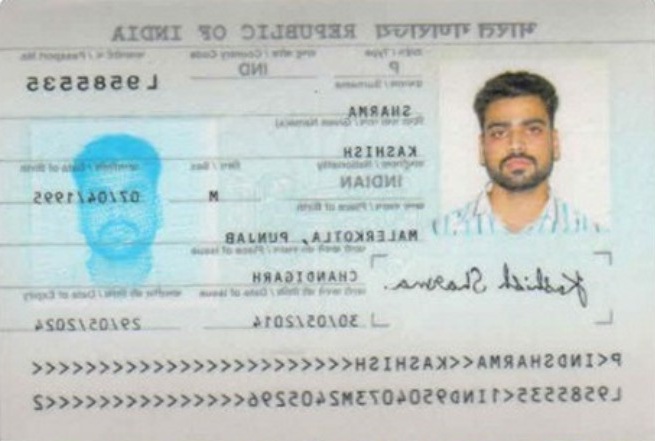 भारत गणराज्य REPUBLIC OF INDIA
टाइप / Type राष्ट्र कोड / Country Code पासपोर्ट न. / Passport No.
P IND L9585535
उपनाम / Surname
SHARMA
दिया गया नाम / Given Name(s)
KASHISH
राष्ट्रीयता / Nationality लिंग / Sex जन्मतिथि / Date of Birth
INDIAN M 07/04/1995
जन्म स्थान / Place of Birth
MALERKOTLA, PUNJAB
जारी करने का स्थान / Place of Issue
CHANDIGARH
जारी करने की तिथि / Date of Issue समाप्ति की तिथि / Date of Expiry
30/05/2014 29/05/2024
Kashish Sharma.
P<INDSHARMA<<KASHISH<<<<<<<<<<<<<<<<<<<<<<<<
L9585535<1IND9504073M2405296<<<<<<<<<<<<<<<2